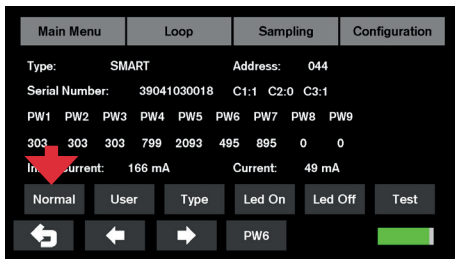 Main Menu Loop Sampling Configuration
Type: SMART Address: 044
Serial Number: 39041030018 C1:1 C2:0 C3:1
PW1 PW2 PW3 PW4 PW5 PW6 PW7 PW8 PW9
303 303 303 799 2093 495 895 0 0
166 mA Current: 49 mA
Normal User Type Led On Led Off Test
PW6